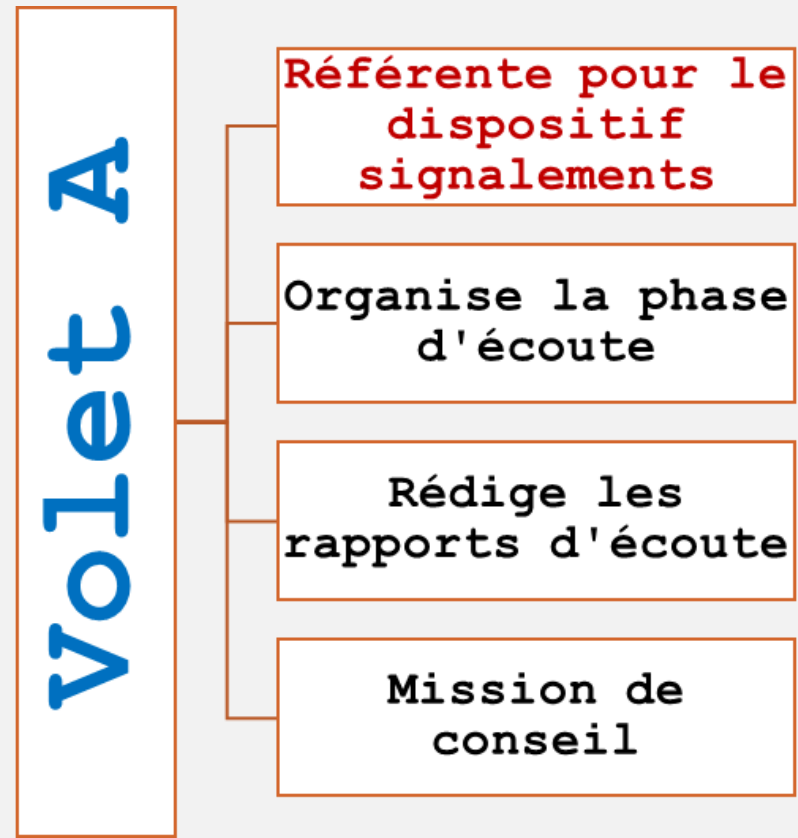 Volet A
Référente pour le
dispositif
signalements
Organise la phase
d'écoute
Rédige les
rapports d'écoute
Mission de
conseil